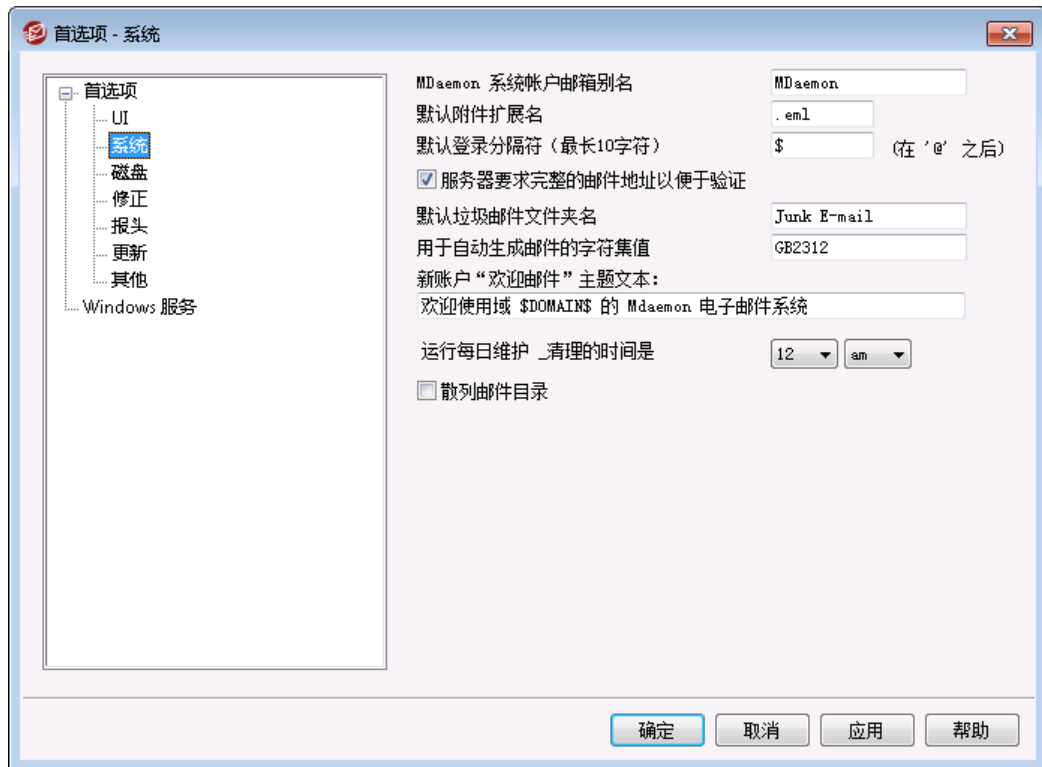 首选项 - 系统
首选项
UI
系统
磁盘
修正
报头
更新
其他
Windows 服务
MDaemon 系统帐户邮箱别名 MDaemon
默认附件扩展名 .eml
默认登录分隔符（最长10字符） $ (在 '@' 之后)
服务器要求完整的邮件地址以便于验证
默认垃圾邮件文件夹名 Junk E-mail
用于自动生成邮件的字符集值 GB2312
新账户“欢迎邮件”主题文本:
欢迎使用域 $DOMAIN$ 的 Mdaemon 电子邮件系统
运行每日维护 _清理的时间是 12 am
散列邮件目录
确定 取消 应用 帮助